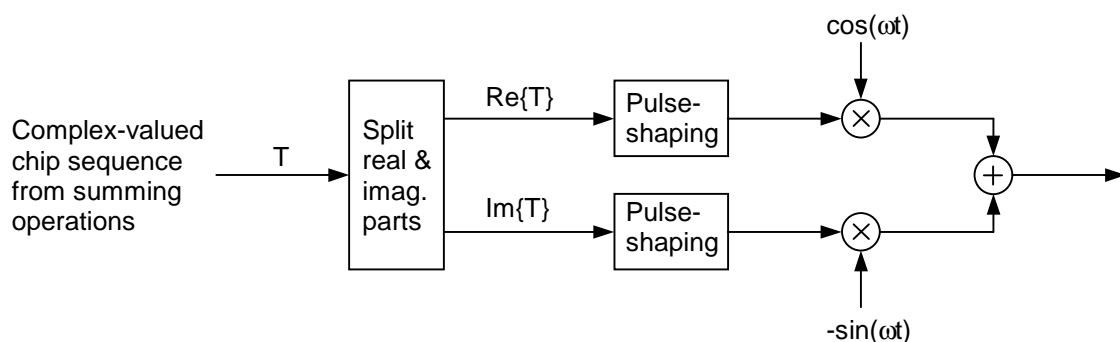 cos(ωt)
Complex-valued
chip sequence
from summing
operations
T
Split
real &
imag.
parts
Re{T}
Im{T}
Pulse-
shaping
Pulse-
shaping
-sin(ωt)